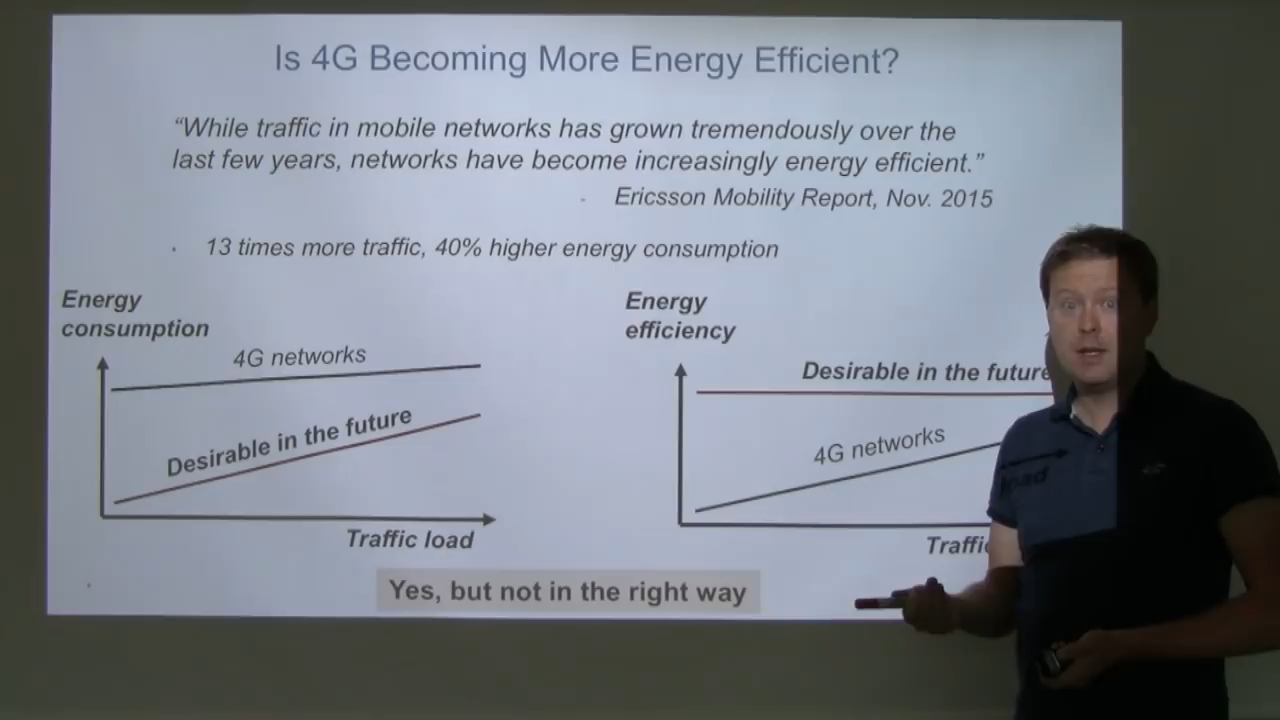 Is 4G Becoming More Energy Efficient?
“While traffic in mobile networks has grown tremendously over the
last few years, networks have become increasingly energy efficient.”
Ericsson Mobility Report, Nov. 2015
13 times more traffic, 40% higher energy consumption
Energy
consumption
4G networks
Desirable in the future
Traffic load
Energy
efficiency
Desirable in the future
4G networks
Traffic
load
Yes, but not in the right way